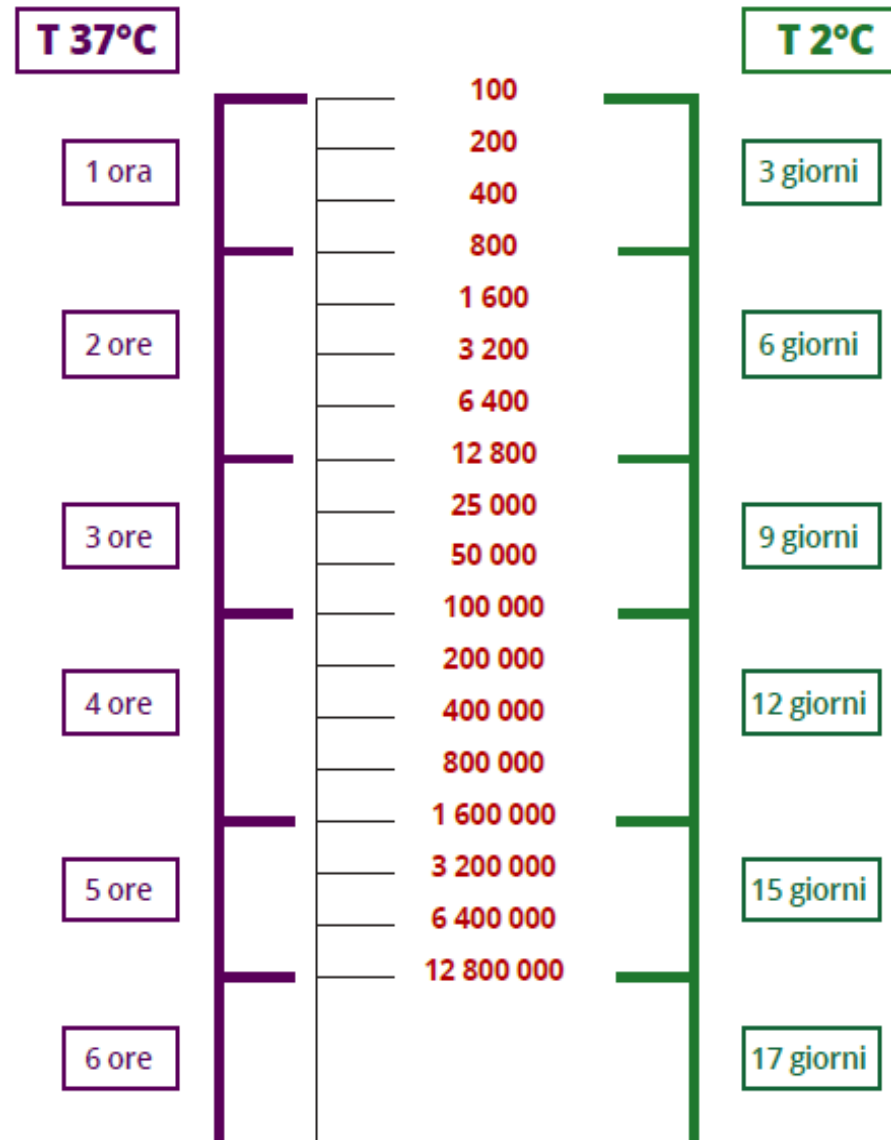 T 37°C
T 2°C
100
200
1 ora
3 giorni
400
800
1 600
2 ore
3 200
6 giorni
6 400
12 800
25 000
3 ore
9 giorni
50 000
100 000
200 000
4 ore
400 000
12 giorni
800 000
1 600 000
3 200 000
5 ore
15 giorni
6 400 000
12 800 000
6 ore
17 giorni